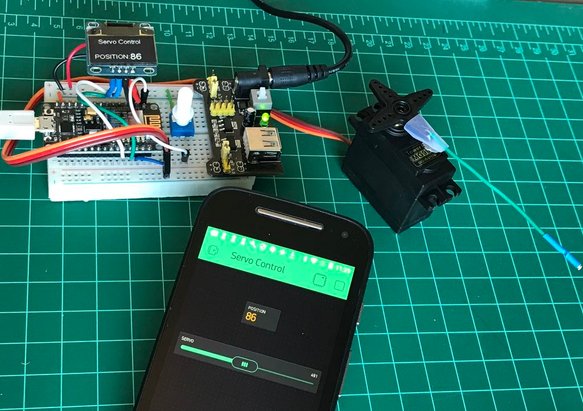 Servo Control
POSITION:86
Servo Control
POSITION
86
SERVO